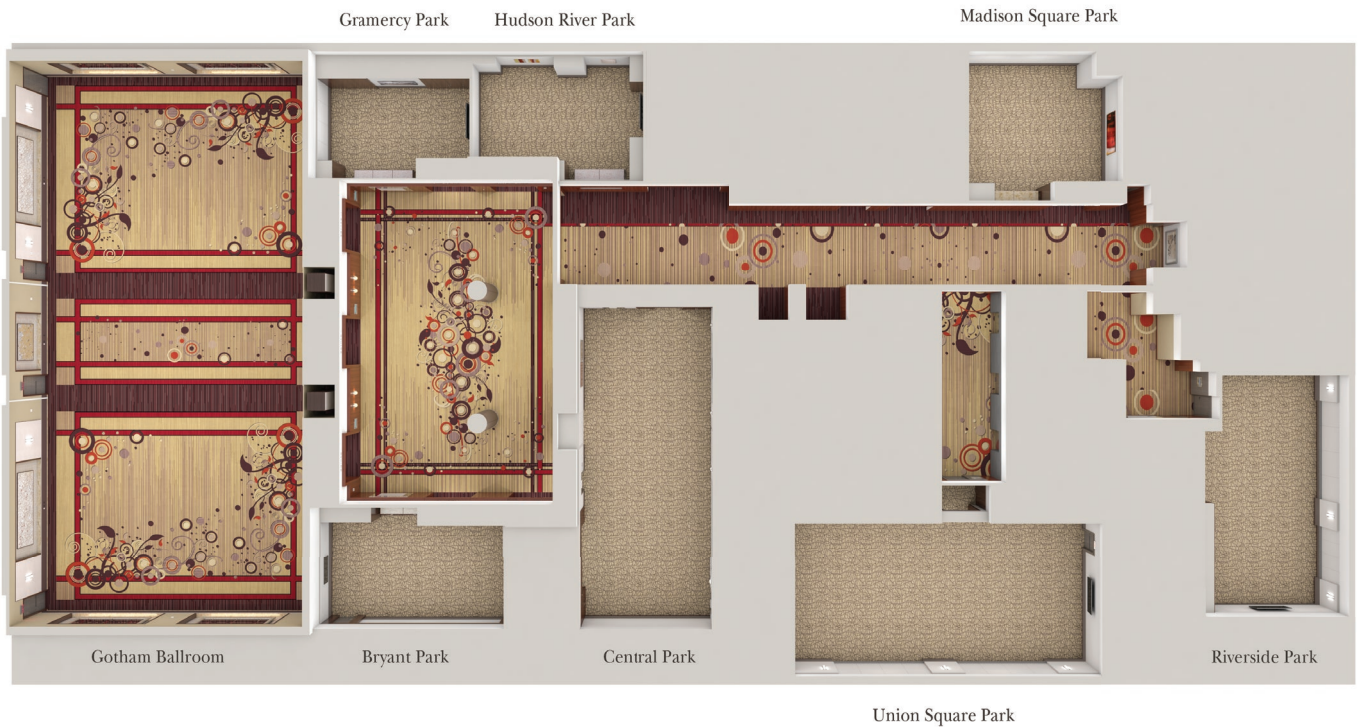 Gramercy Park
Hudson River Park
Madison Square Park
Gotham Ballroom
Bryant Park
Central Park
Riverside Park
Union Square Park